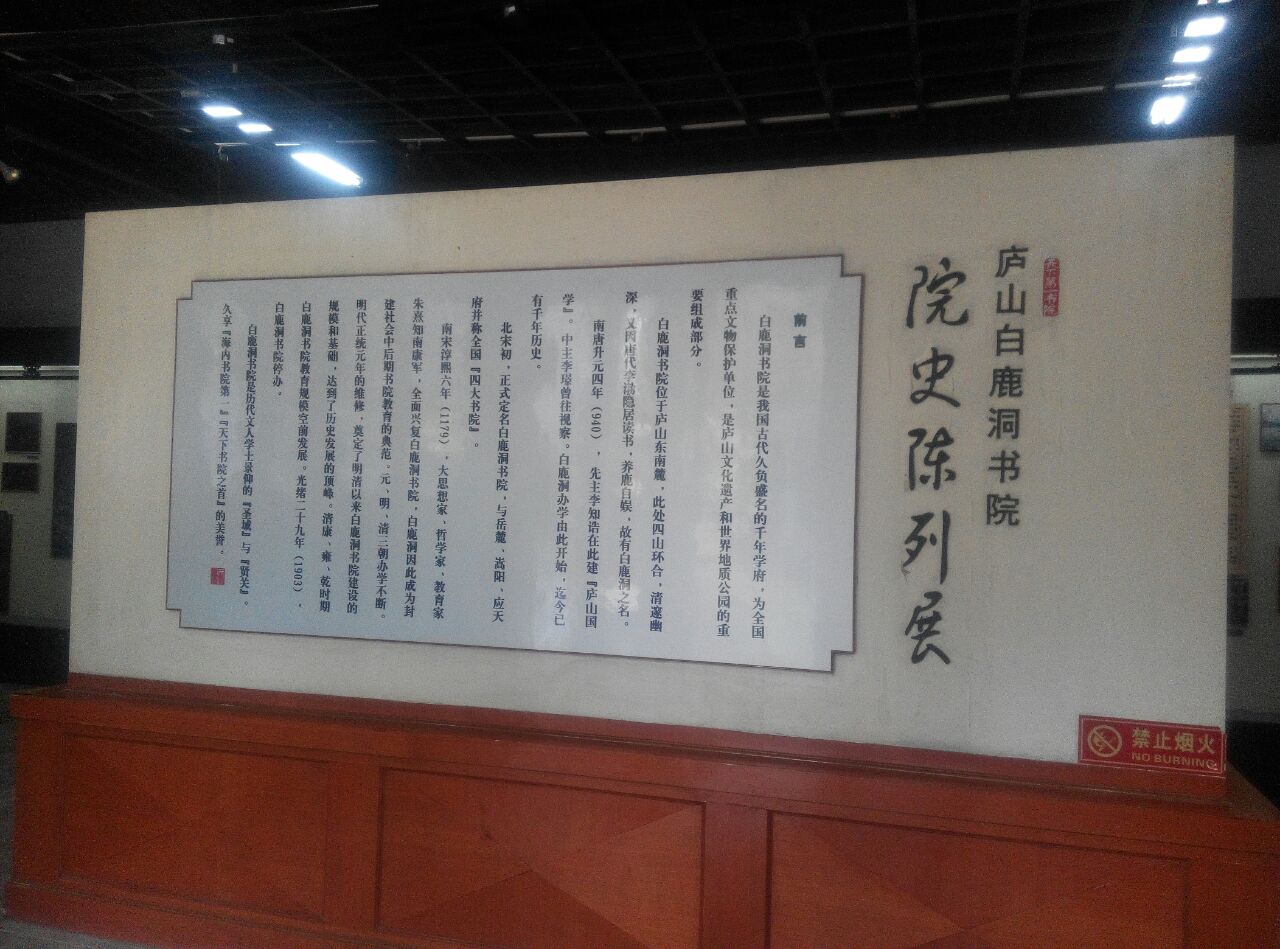 天下第一书院
庐山白鹿洞书院
院史陈列展
前言
白鹿洞书院是我国古代久负盛名的千年学府，为全国
重点文物保护单位，是庐山文化遗产和世界地质公园的重
要组成部分。
白鹿洞书院位于庐山东南麓，此处四山环合，清邃幽
深，又因唐代李渤隐居读书，养鹿自娱，故有白鹿洞之名。
南唐升元四年（940），先主李知诰在此建『庐山国
学』。中主李璟曾往视察。白鹿洞办学由此开始，迄今已
有千年历史。
北宋初，正式定名白鹿洞书院，与岳麓、嵩阳、应天
府并称全国『四大书院』。
南宋淳熙六年（1179），大思想家、哲学家、教育家
朱熹知南康军，全面兴复白鹿洞书院，白鹿洞因此成为封
建社会中后期书院教育的典范。元、明、清三朝办学不断。
明代正统元年的维修，奠定了明清以来白鹿洞书院建设的
规模和基础，达到了历史发展的顶峰。清康、雍、乾时期
白鹿洞书院教育规模空前发展。光绪二十九年（1903），
白鹿洞书院停办。
白鹿洞书院是历代文人学士景仰的『圣域』与『贤关』。
久享『海内书院第一』『天下书院之首』的美誉。
禁止烟火
NO BURNING